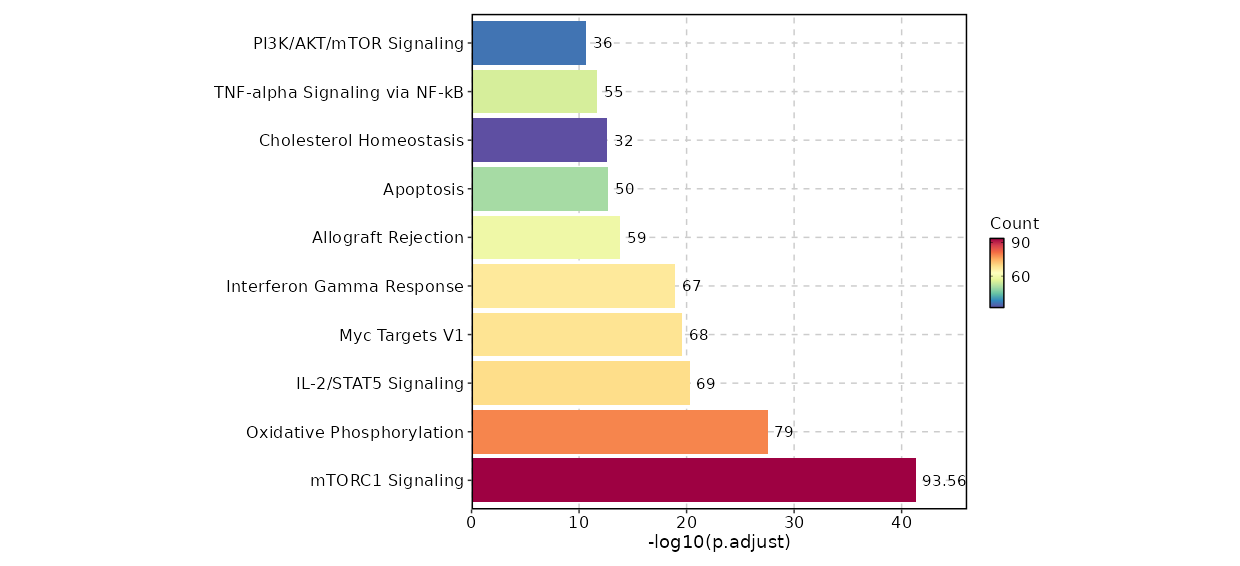 PI3K/AKT/mTOR Signaling 36
TNF-alpha Signaling via NF-kB 55
Cholesterol Homeostasis 32
Apoptosis 50
Allograft Rejection 59
Interferon Gamma Response 67
Myc Targets V1 68
IL-2/STAT5 Signaling 69
Oxidative Phosphorylation 79
mTORC1 Signaling 93.56
0 10 20 30 40
-log10(p.adjust)
Count
90
60